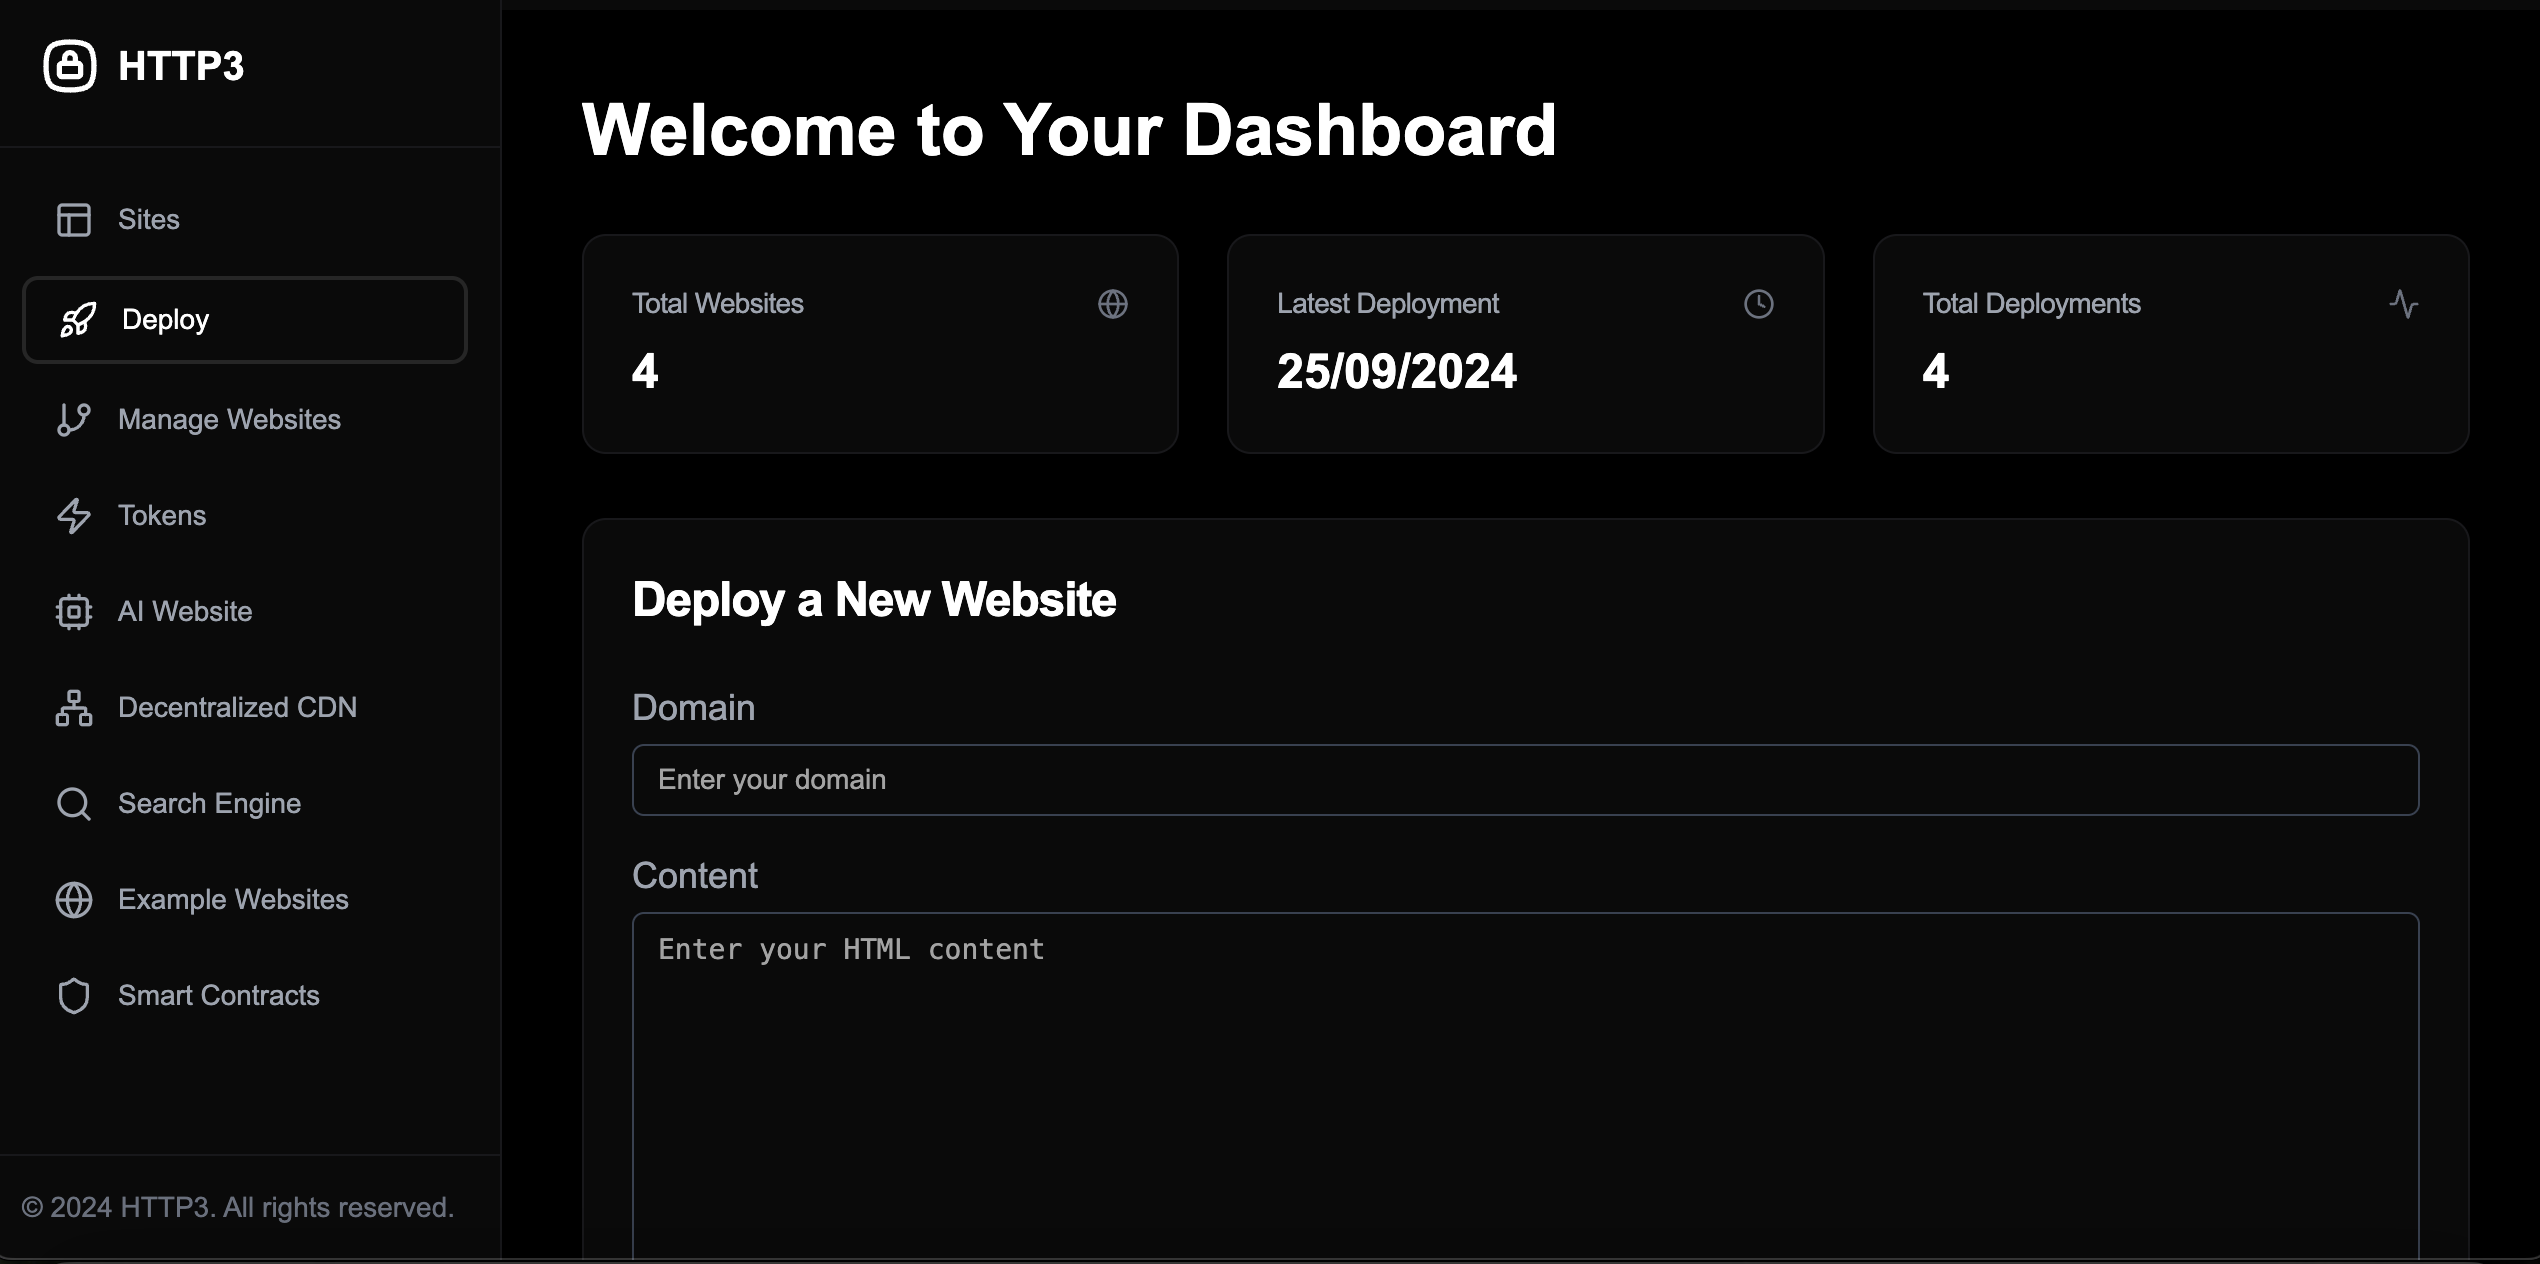 HTTP3
Sites
Deploy
Manage Websites
Tokens
AI Website
Decentralized CDN
Search Engine
Example Websites
Smart Contracts
© 2024 HTTP3. All rights reserved.
Welcome to Your Dashboard
Total Websites
4
Latest Deployment
25/09/2024
Total Deployments
4
Deploy a New Website
Domain
Enter your domain
Content
Enter your HTML content